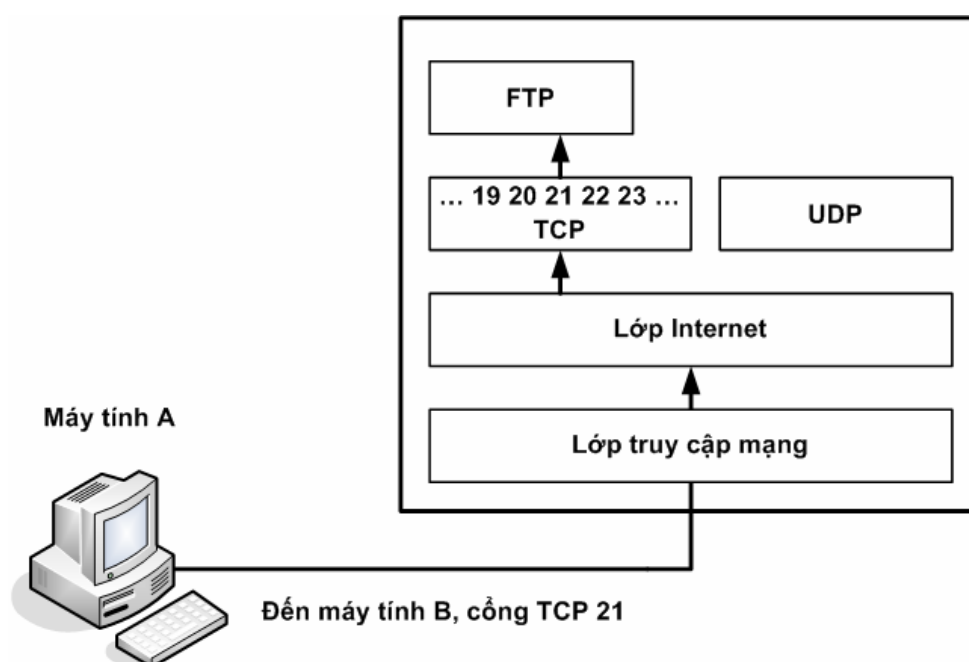 FTP
... 19 20 21 22 23 ...
TCP
UDP
Lớp Internet
Lớp truy cập mạng
Máy tính A
Đến máy tính B, cổng TCP 21